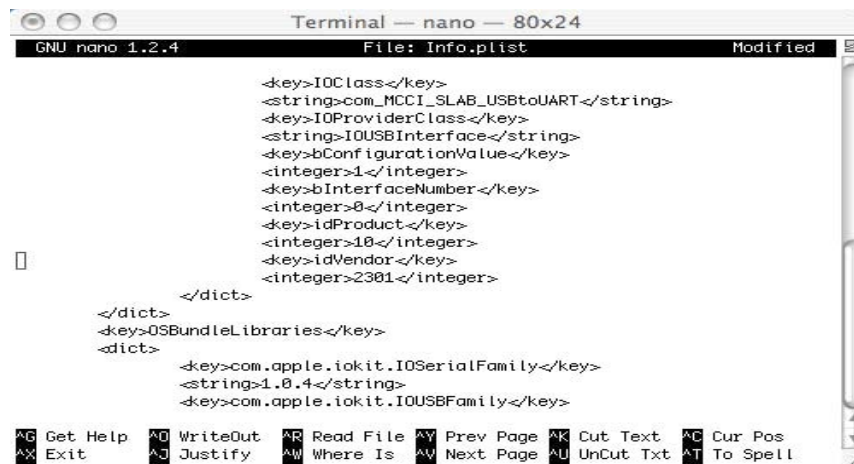 Terminal — nano — 80x24
GNU nano 1.2.4 File: Info.plist Modified
<key>IOClass</key>
<string>com_MCCI_SLAB_USBtoUART</string>
<key>IOProviderClass</key>
<string>IOUSBInterface</string>
<key>bConfigurationValue</key>
<integer>1</integer>
<key>bInterfaceNumber</key>
<integer>0</integer>
<key>idProduct</key>
<integer>10</integer>
<key>idVendor</key>
<integer>2301</integer>
</dict>
</dict>
<key>OSBundleLibraries</key>
<dict>
<key>com.apple.iokit.IOSerialFamily</key>
<string>1.0.4</string>
<key>com.apple.iokit.IOUSBFamily</key>
^G Get Help ^O WriteOut ^R Read File ^Y Prev Page ^K Cut Text ^C Cur Pos
^X Exit ^J Justify ^W Where Is ^V Next Page ^U UnCut Txt ^T To Spell